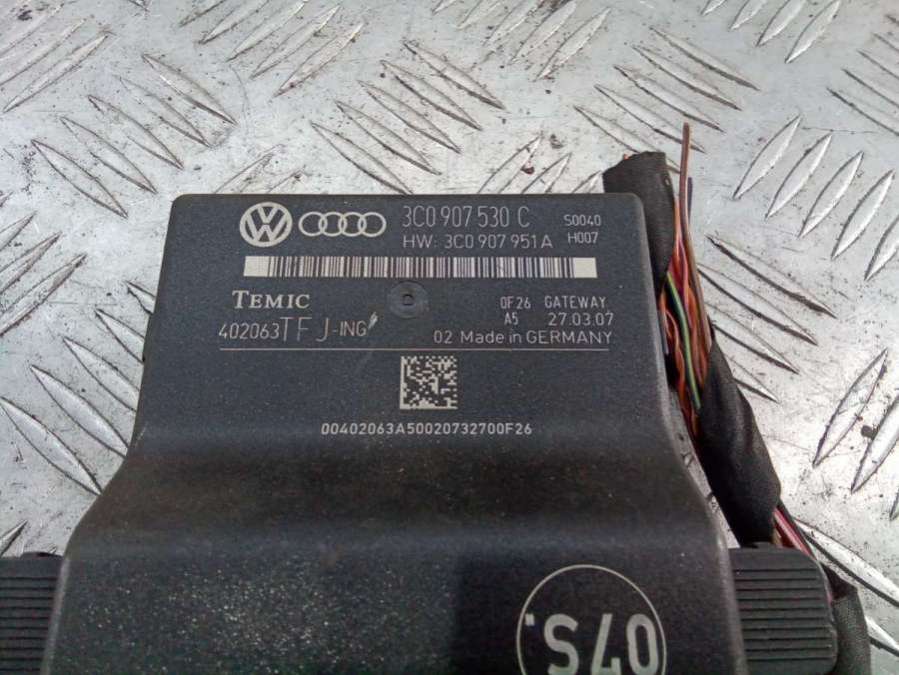 3C0 907 530 C S0040
HW: 3C0 907 951 A H007
TEMIC 0F26 GATEWAY
402063TFJ-ING A5 27.03.07
02 Made in GERMANY
00402063A50020732700F26
S40